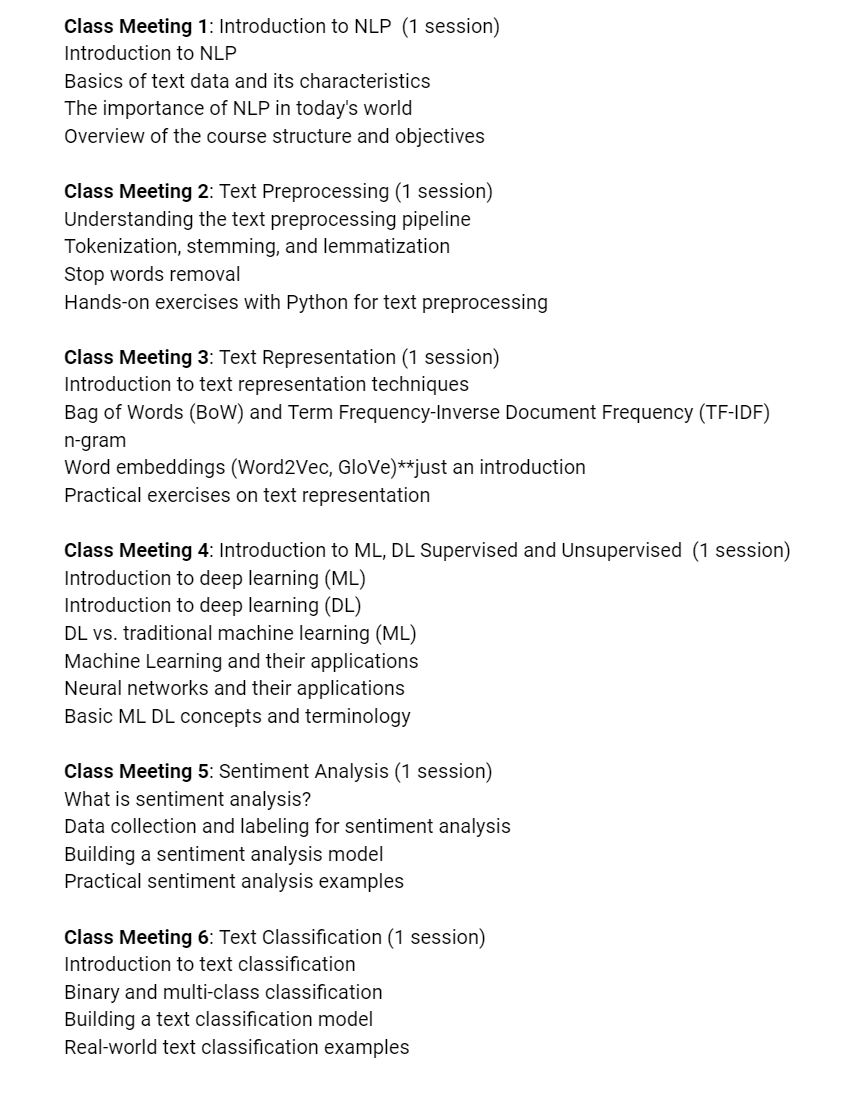 Class Meeting 1: Introduction to NLP  (1 session)
Introduction to NLP
Basics of text data and its characteristics
The importance of NLP in today's world
Overview of the course structure and objectives
Class Meeting 2: Text Preprocessing (1 session)
Understanding the text preprocessing pipeline
Tokenization, stemming, and lemmatization
Stop words removal
Hands-on exercises with Python for text preprocessing
Class Meeting 3: Text Representation (1 session)
Introduction to text representation techniques
Bag of Words (BoW) and Term Frequency-Inverse Document Frequency (TF-IDF)
n-gram
Word embeddings (Word2Vec, GloVe)**just an introduction
Practical exercises on text representation
Class Meeting 4: Introduction to ML, DL Supervised and Unsupervised  (1 session)
Introduction to deep learning (ML)
Introduction to deep learning (DL)
DL vs. traditional machine learning (ML)
Machine Learning and their applications
Neural networks and their applications
Basic ML DL concepts and terminology
Class Meeting 5: Sentiment Analysis (1 session)
What is sentiment analysis?
Data collection and labeling for sentiment analysis
Building a sentiment analysis model
Practical sentiment analysis examples
Class Meeting 6: Text Classification (1 session)
Introduction to text classification
Binary and multi-class classification
Building a text classification model
Real-world text classification examples